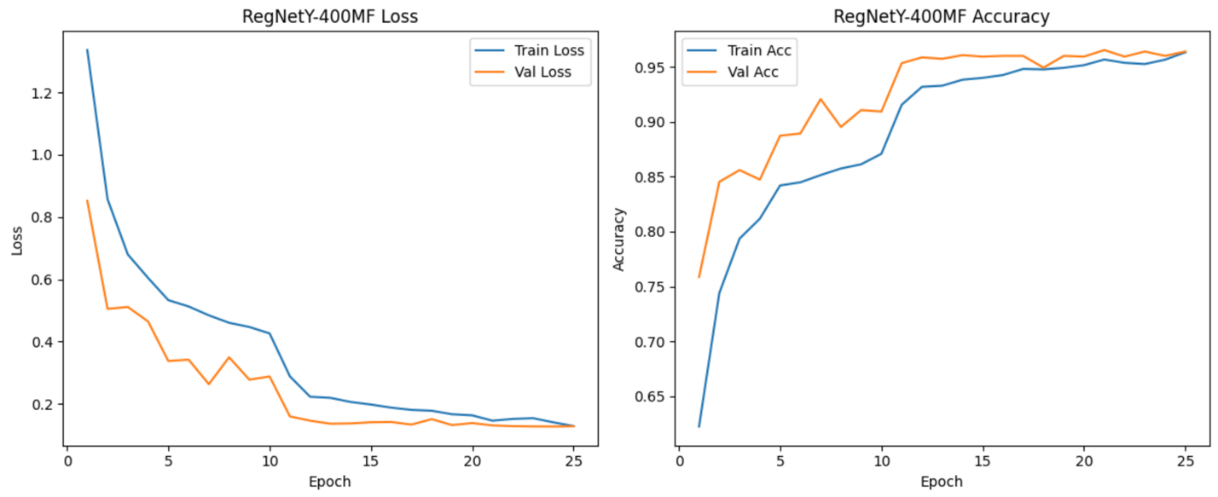 RegNetY-400MF Loss
Train Loss
Val Loss
1.2
1.0
0.8
0.6
0.4
0.2
Loss
0 5 10 15 20 25
Epoch
RegNetY-400MF Accuracy
Train Acc
Val Acc
0.95
0.90
0.85
0.80
0.75
0.70
0.65
Accuracy
0 5 10 15 20 25
Epoch